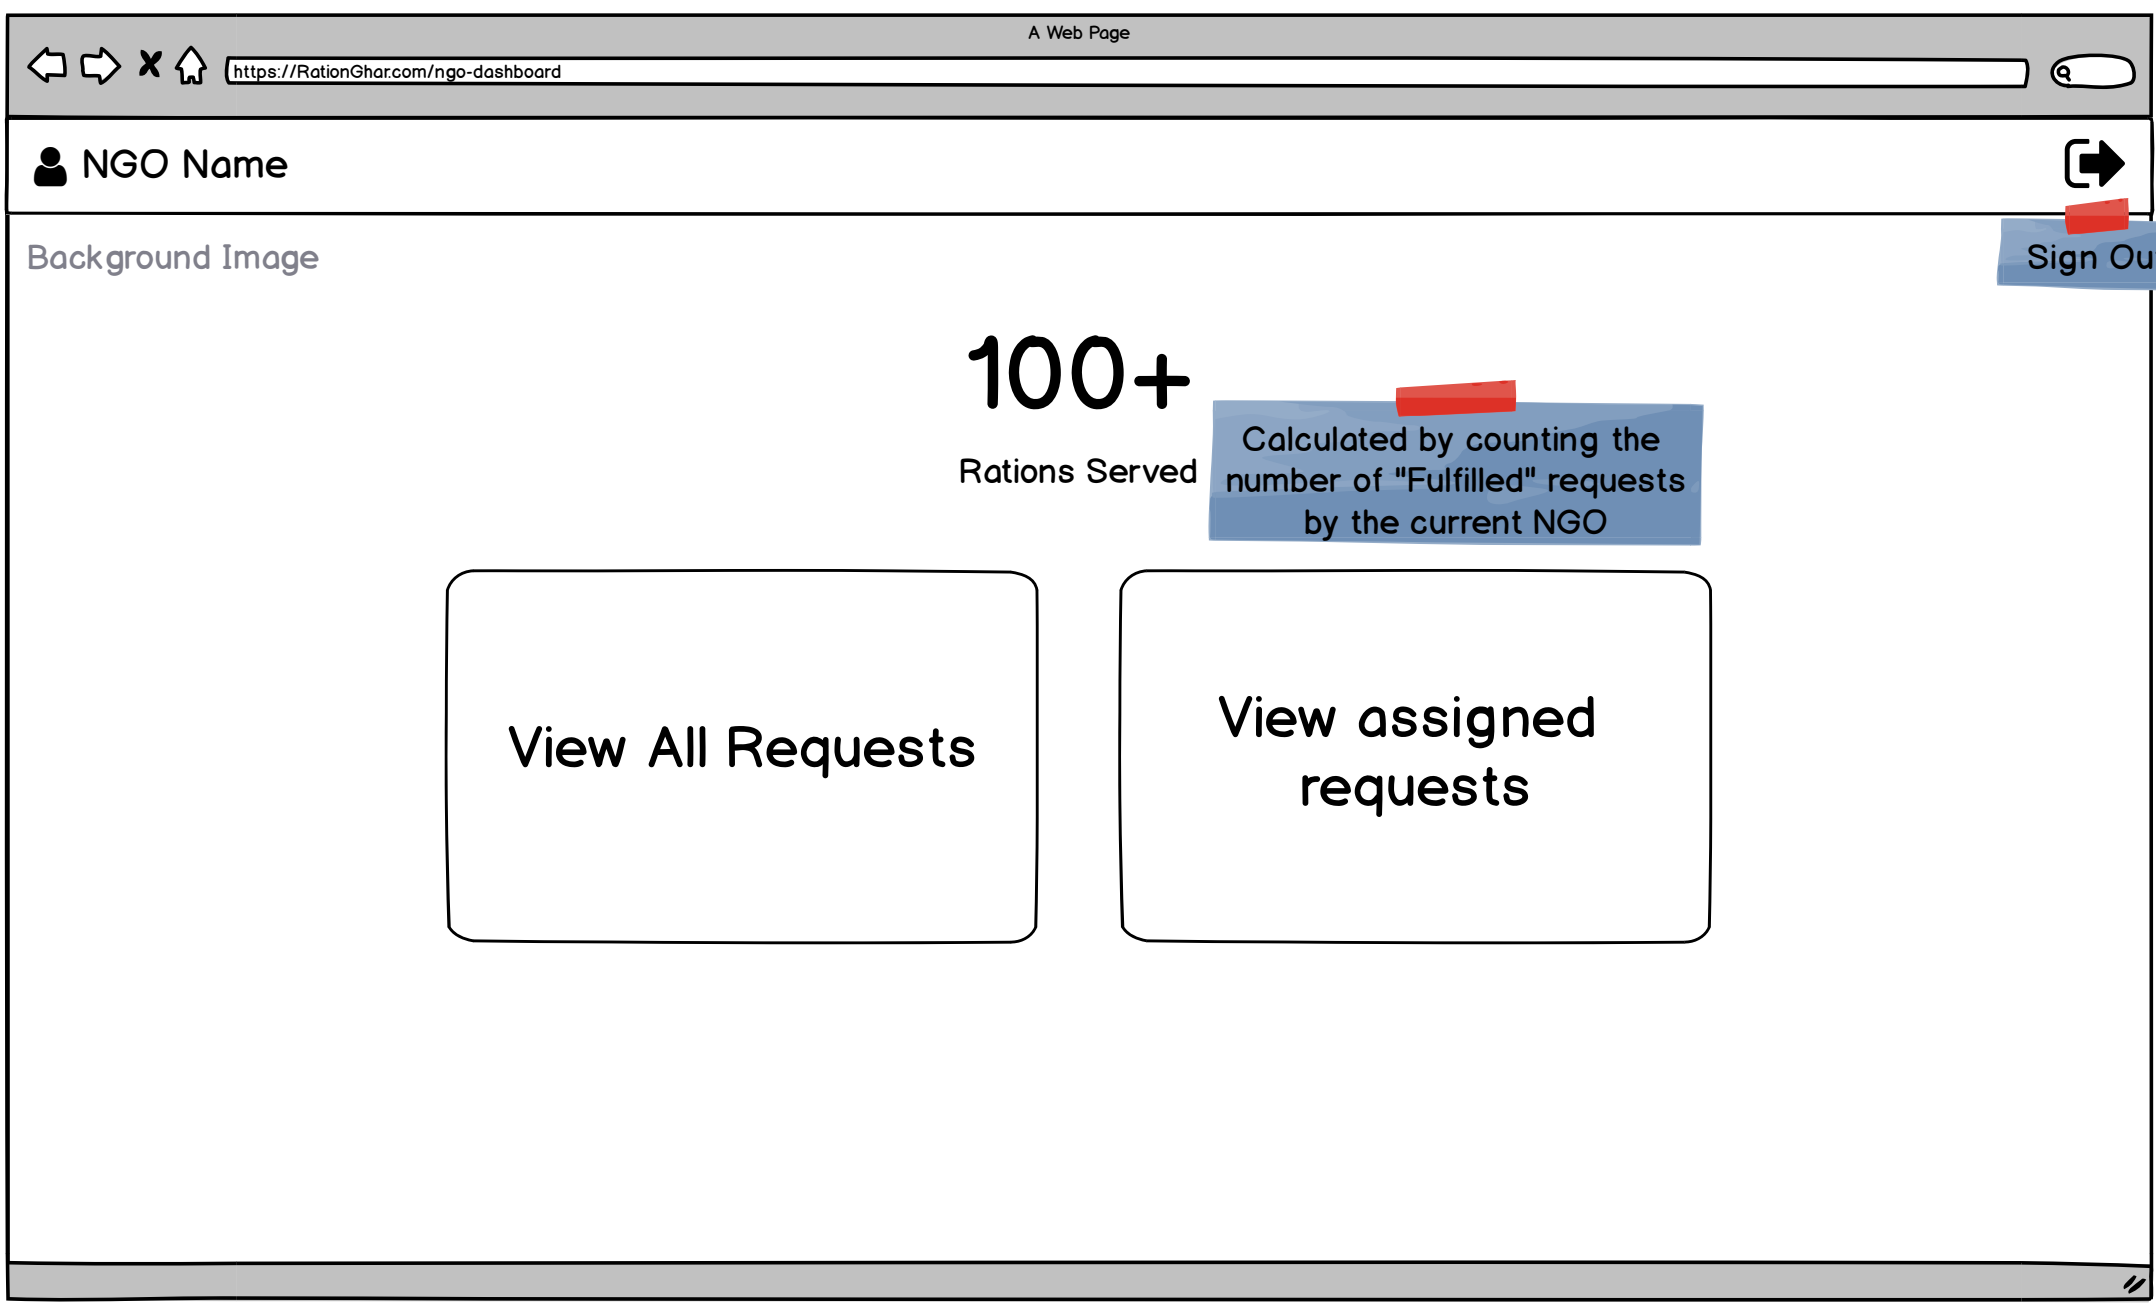 A Web Page
https://RationGhar.com/ngo-dashboard
NGO Name
Background Image
Sign Ou
100+
Rations Served
Calculated by counting the
number of "Fulfilled" requests
by the current NGO
View All Requests
View assigned
requests